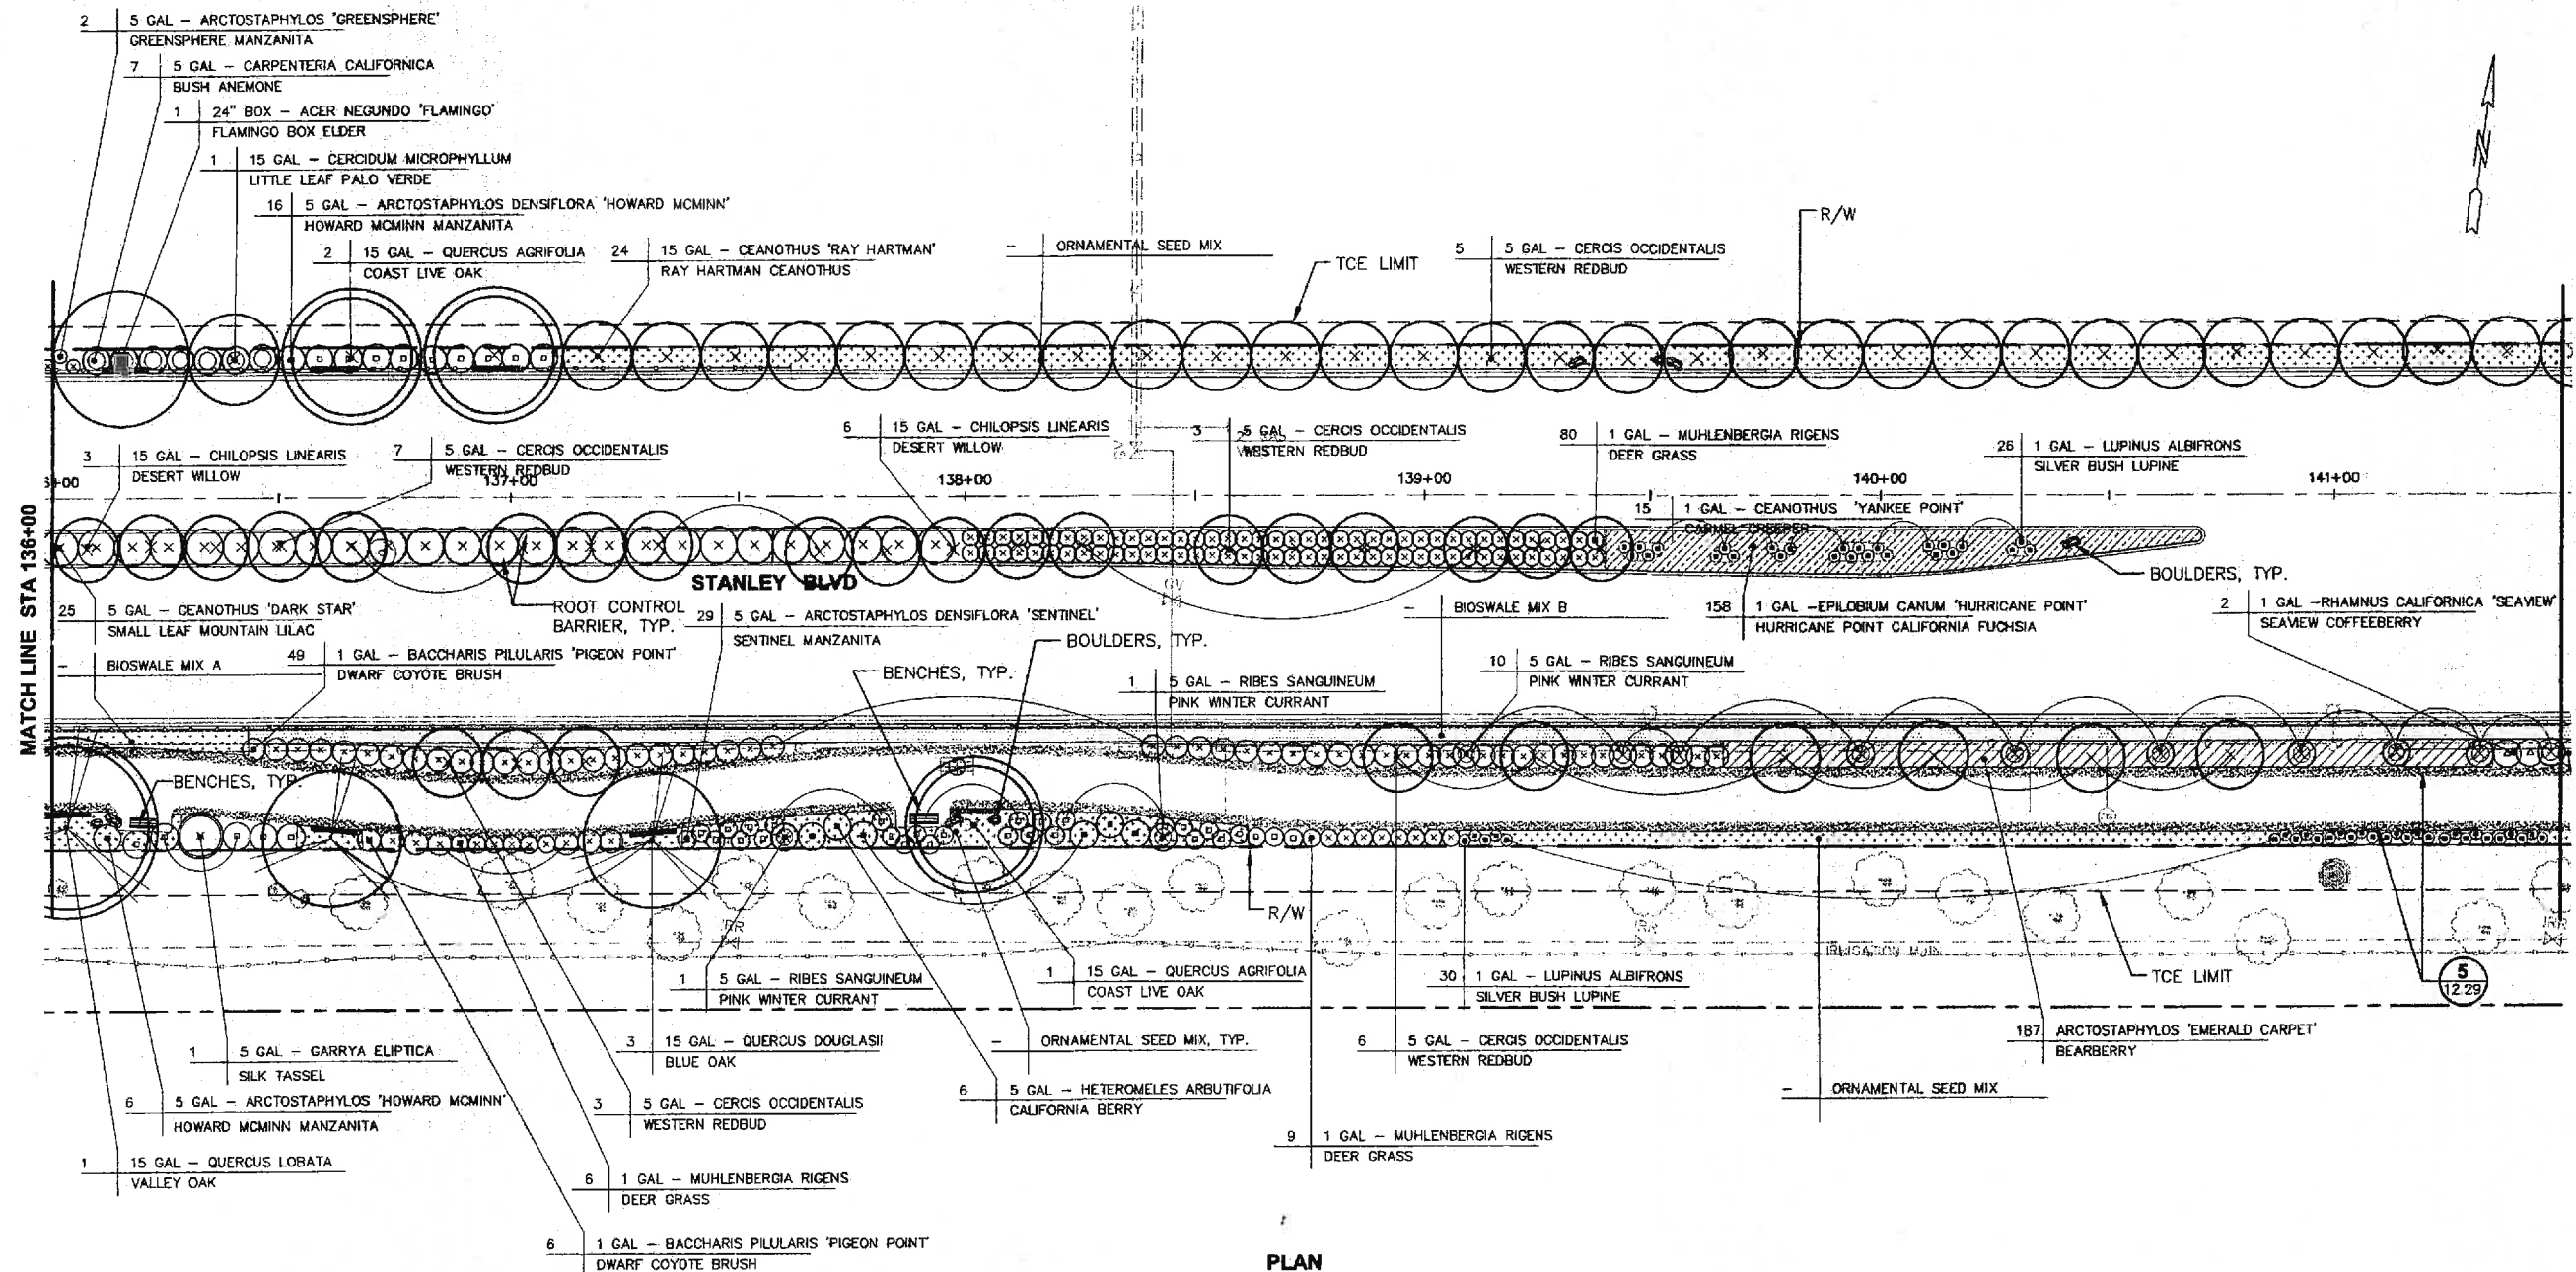 2 5 GAL – ARCTOSTAPHYLOS 'GREENSPHERE'
GREENSPHERE MANZANITA
7 5 GAL – CARPENTERIA CALIFORNICA
BUSH ANEMONE
1 24" BOX – ACER NEGUNDO 'FLAMINGO'
FLAMINGO BOX ELDER
1 15 GAL – CERCIDUM MICROPHYLLUM
LITTLE LEAF PALO VERDE
16 5 GAL – ARCTOSTAPHYLOS DENSIFLORA 'HOWARD MCMINN'
HOWARD MCMINN MANZANITA
2 15 GAL – QUERCUS AGRIFOLIA
COAST LIVE OAK
24 15 GAL – CEANOTHUS 'RAY HARTMAN'
RAY HARTMAN CEANOTHUS
– ORNAMENTAL SEED MIX
TCE LIMIT
5 5 GAL – CERCIS OCCIDENTALIS
WESTERN REDBUD
R/W
N
3 15 GAL – CHILOPSIS LINEARIS
DESERT WILLOW
7 5 GAL – CERCIS OCCIDENTALIS
WESTERN REDBUD
6 15 GAL – CHILOPSIS LINEARIS
DESERT WILLOW
3 5 GAL – CERCIS OCCIDENTALIS
WESTERN REDBUD
80 1 GAL – MUHLENBERGIA RIGENS
DEER GRASS
26 1 GAL – LUPINUS ALBIFRONS
SILVER BUSH LUPINE
+00 137+00 138+00 139+00 140+00 141+00
15 1 GAL – CEANOTHUS 'YANKEE POINT'
CARMEL CREEPER
MATCH LINE STA 136+00
STANLEY BLVD
BOULDERS, TYP.
25 5 GAL – CEANOTHUS 'DARK STAR'
SMALL LEAF MOUNTAIN LILAC
ROOT CONTROL
BARRIER, TYP.
29 5 GAL – ARCTOSTAPHYLOS DENSIFLORA 'SENTINEL'
SENTINEL MANZANITA
– BIOSWALE MIX B
158 1 GAL –EPILOBIUM CANUM 'HURRICANE POINT'
HURRICANE POINT CALIFORNIA FUCHSIA
2 1 GAL –RHAMNUS CALIFORNICA 'SEAVIEW'
SEAVIEW COFFEEBERRY
– BIOSWALE MIX A
49 1 GAL – BACCHARIS PILULARIS 'PIGEON POINT'
DWARF COYOTE BRUSH
BENCHES, TYP.
BOULDERS, TYP.
1 5 GAL – RIBES SANGUINEUM
PINK WINTER CURRANT
10 5 GAL – RIBES SANGUINEUM
PINK WINTER CURRANT
BENCHES, TYP.
R/W
IRRIGATION MAIN
1 5 GAL – RIBES SANGUINEUM
PINK WINTER CURRANT
1 15 GAL – QUERCUS AGRIFOLIA
COAST LIVE OAK
30 1 GAL – LUPINUS ALBIFRONS
SILVER BUSH LUPINE
TCE LIMIT
5
12.29
1 5 GAL – GARRYA ELIPTICA
SILK TASSEL
3 15 GAL – QUERCUS DOUGLASII
BLUE OAK
– ORNAMENTAL SEED MIX, TYP.
6 5 GAL – CERCIS OCCIDENTALIS
WESTERN REDBUD
187 ARCTOSTAPHYLOS 'EMERALD CARPET'
BEARBERRY
6 5 GAL – ARCTOSTAPHYLOS 'HOWARD MCMINN'
HOWARD MCMINN MANZANITA
3 5 GAL – CERCIS OCCIDENTALIS
WESTERN REDBUD
6 5 GAL – HETEROMELES ARBUTIFOLIA
CALIFORNIA BERRY
– ORNAMENTAL SEED MIX
9 1 GAL – MUHLENBERGIA RIGENS
DEER GRASS
1 15 GAL – QUERCUS LOBATA
VALLEY OAK
6 1 GAL – MUHLENBERGIA RIGENS
DEER GRASS
6 1 GAL – BACCHARIS PILULARIS 'PIGEON POINT'
DWARF COYOTE BRUSH
PLAN